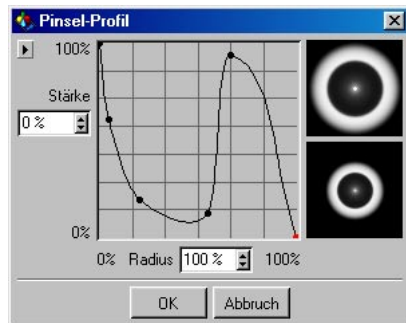 Pinsel-Profil
100%
Stärke
0 %
0%
0% Radius 100 % 100%
OK Abbruch